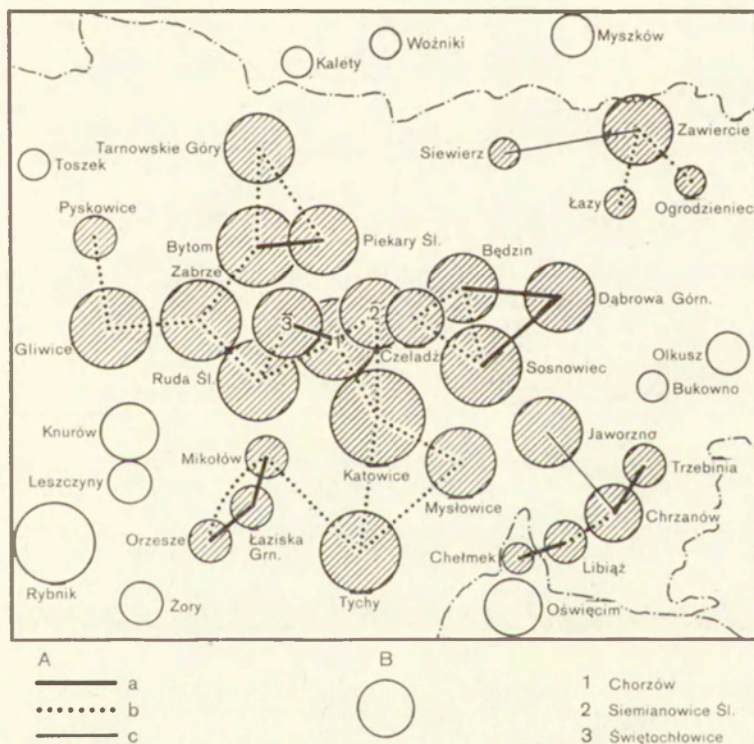 Woźniki
Myszków
Kalety
Tarnowskie Góry
Zawiercie
Siewierz
Toszek
Łazy
Ogrodzieniec
Pyskowice
Bytom
Piekary Śl.
Będzin
Zabrze
Dąbrowa Górn.
3
2
1
Gliwice
Czeladź
Sosnowiec
Olkusz
Ruda Śl.
Bukowno
Knurów
Mikołów
Katowice
Jaworzno
Trzebinia
Leszczyny
Mysłowice
Chrzanów
Orzesze
Łaziska
Grn.
Chełmek
Libiąż
Rybnik
Żory
Tychy
Oświęcim
A
B
a
b
c
1 Chorzów
2 Siemianowice Śl.
3 Świętochłowice